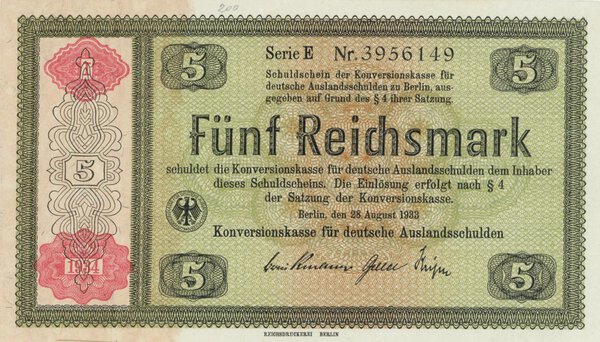 200
Serie E Nr. 3956149
5
5
Schuldschein der Konversionskasse für
deutsche Auslandsschulden zu Berlin, aus-
gegeben auf Grund des § 4 ihrer Satzung.
Fünf Reichsmark
5
schuldet die Konversionskasse für deutsche Auslandsschulden dem Inhaber
dieses Schuldscheins. Die Einlösung erfolgt nach § 4
der Satzung der Konversionskasse.
Berlin, den 28. August 1933
Konversionskasse für deutsche Auslandsschulden
1934
5
5
REICHSDRUCKEREI BERLIN